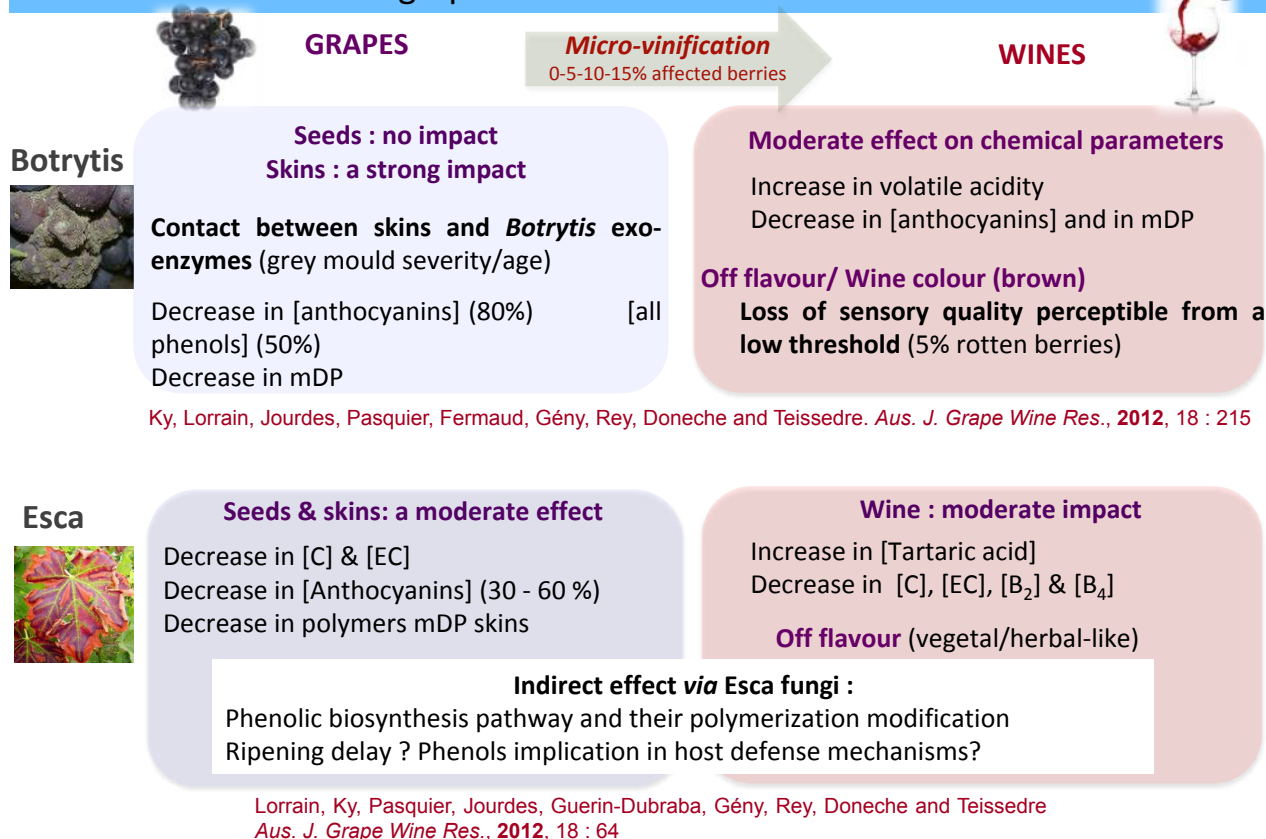 GRAPES
Micro-vinification
0-5-10-15% affected berries
WINES
Botrytis
Seeds : no impact
Skins : a strong impact
Contact between skins and Botrytis exo-
enzymes (grey mould severity/age)
Decrease in [anthocyanins] (80%) [all
phenols] (50%)
Decrease in mDP
Moderate effect on chemical parameters
Increase in volatile acidity
Decrease in [anthocyanins] and in mDP
Off flavour/ Wine colour (brown)
Loss of sensory quality perceptible from a
low threshold (5% rotten berries)
Ky, Lorrain, Jourdes, Pasquier, Fermaud, Gény, Rey, Doneche and Teissedre. Aus. J. Grape Wine Res., 2012, 18 : 215
Esca
Seeds & skins: a moderate effect
Decrease in [C] & [EC]
Decrease in [Anthocyanins] (30 - 60 %)
Decrease in polymers mDP skins
Wine : moderate impact
Increase in [Tartaric acid]
Decrease in [C], [EC], [B₂] & [B₄]
Off flavour (vegetal/herbal-like)
Indirect effect via Esca fungi :
Phenolic biosynthesis pathway and their polymerization modification
Ripening delay ? Phenols implication in host defense mechanisms?
Lorrain, Ky, Pasquier, Jourdes, Guerin-Dubraba, Gény, Rey, Doneche and Teissedre
Aus. J. Grape Wine Res., 2012, 18 : 64